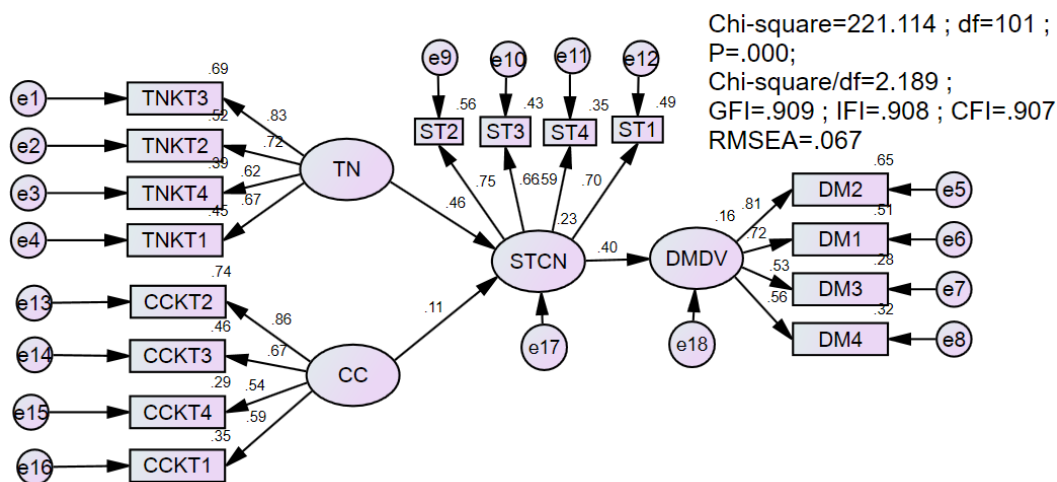 Chi-square=221.114 ; df=101 ;
P=.000;
Chi-square/df=2.189 ;
GFI=.909 ; IFI=.908 ; CFI=.907
RMSEA=.067
e9 e10 e11 e12
.56 .43 .35 .49
ST2 ST3 ST4 ST1
.75 .66 .59 .70
e1 TNKT3 .69 .83
e2 TNKT2 .52 .72
e3 TNKT4 .39 .62
e4 TNKT1 .45 .67
TN
.46
.23
STCN
e17
.40
.16
DMDV
e18
.65 .81 DM2 e5
.51 .72 DM1 e6
.28 .53 DM3 e7
.32 .56 DM4 e8
.11
CC
e13 CCKT2 .74 .86
e14 CCKT3 .46 .67
e15 CCKT4 .29 .54
e16 CCKT1 .35 .59